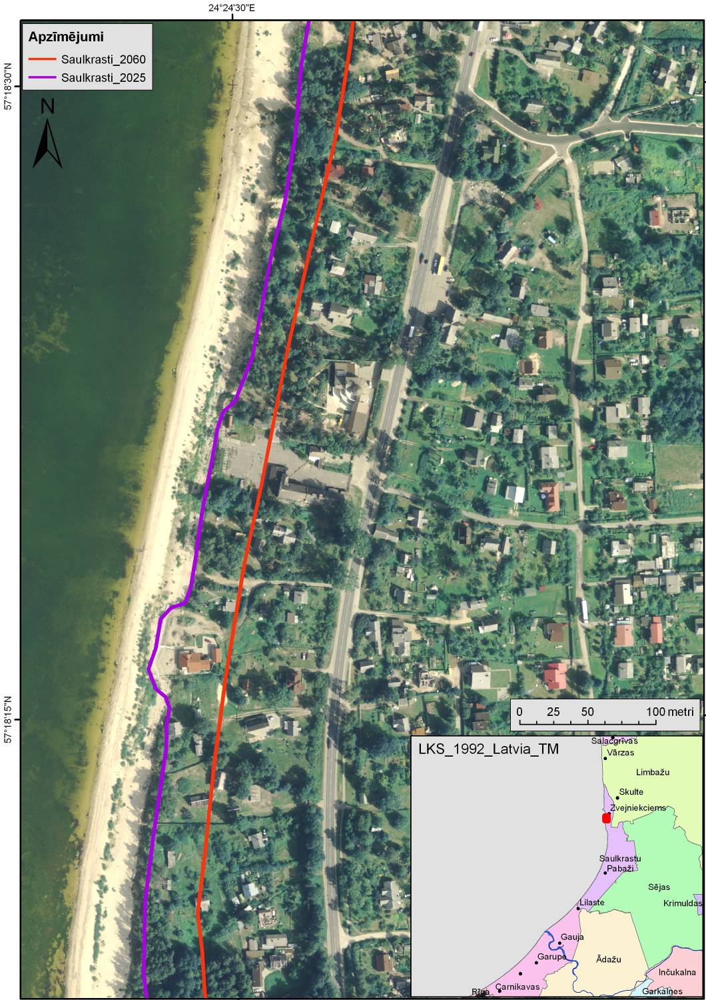 24°24'30"E
Apzīmējumi
Saulkrasti_2060
Saulkrasti_2025
57°18'30"N
N
57°18'15"N
0 25 50 100 metri
LKS_1992_Latvia_TM
Salacgrīvas
Vārzas
Limbažu
Skulte
Zvejniekciems
Saulkrastu
Pabaži
Sējas
Krimuldas
Lilaste
Gauja
Garupe
Ādažu
Inčukalna
Carnikavas
Rīga
Garkalnes